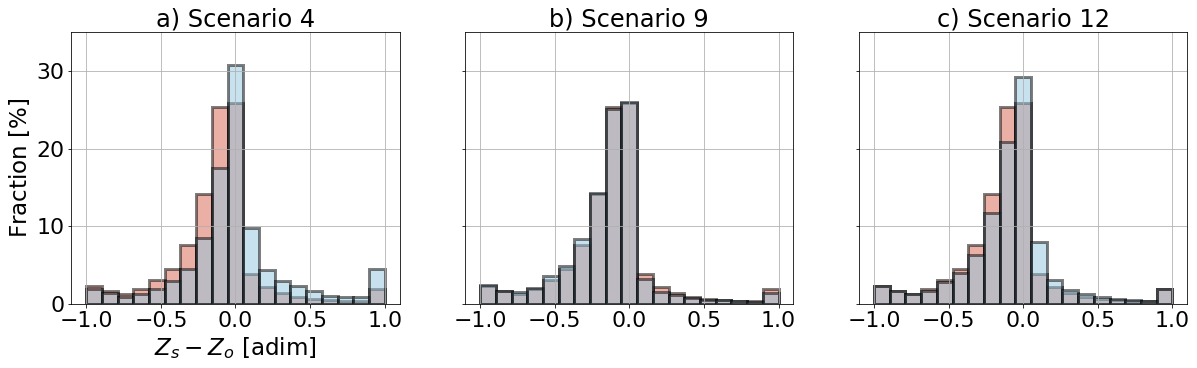 a) Scenario 4
b) Scenario 9
c) Scenario 12
Fraction [%]
30
20
10
0
−1.0 −0.5 0.0 0.5 1.0
−1.0 −0.5 0.0 0.5 1.0
−1.0 −0.5 0.0 0.5 1.0
Zs − Zo [adim]